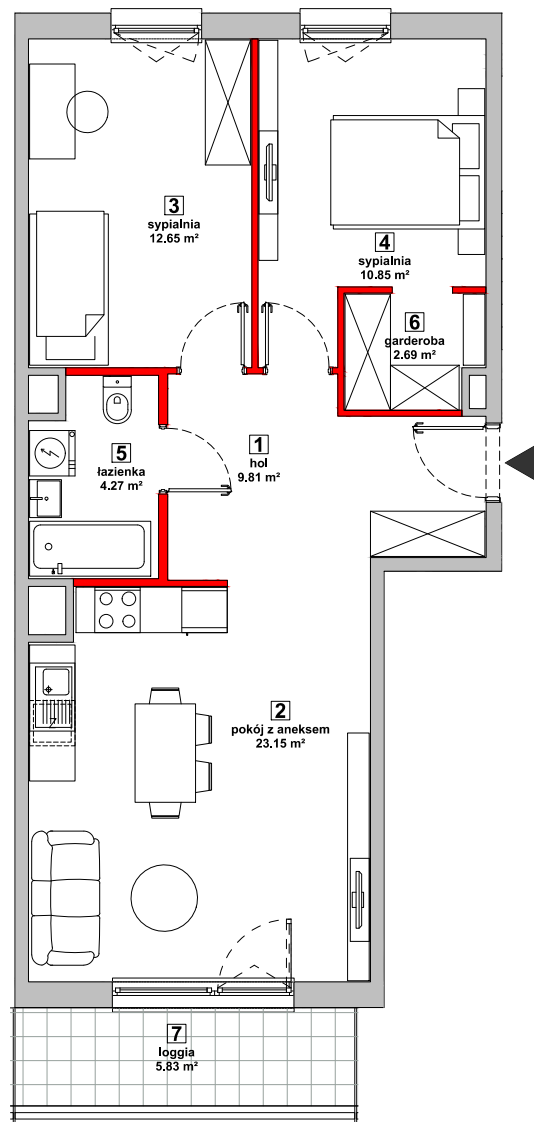 3
sypialnia
12.65 m²
4
sypialnia
10.85 m²
6
garderoba
2.69 m²
1
hol
9.81 m²
5
łazienka
4.27 m²
2
pokój z aneksem
23.15 m²
Z
7
loggia
5.83 m²